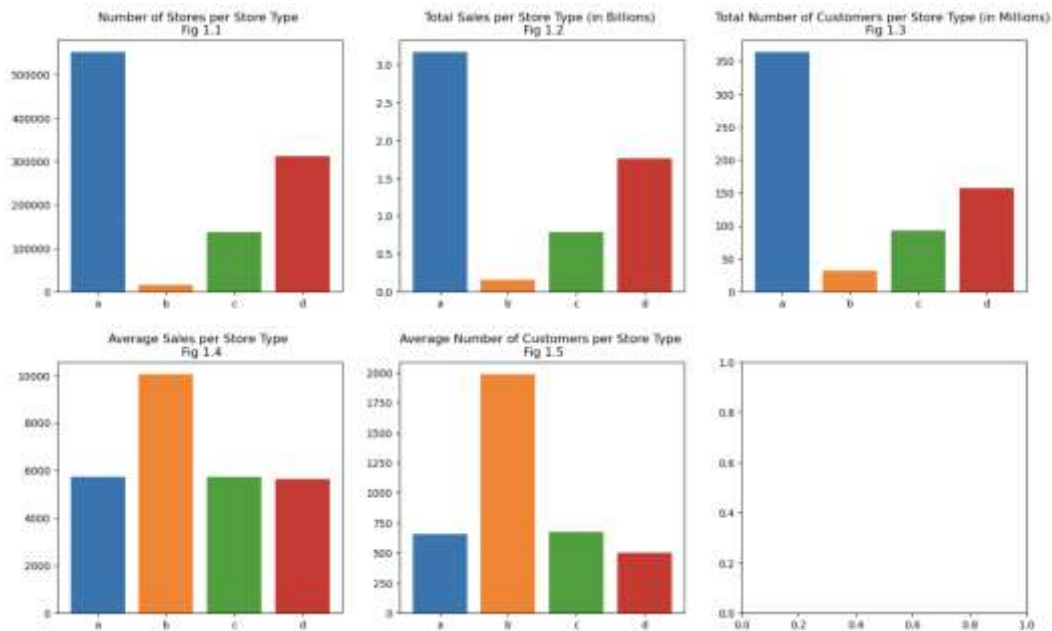 Number of Stores per Store Type
Fig 1.1
500000
400000
300000
200000
100000
0
a b c d
Total Sales per Store Type (in Billions)
Fig 1.2
3.0
2.5
2.0
1.5
1.0
0.5
0.0
a b c d
Total Number of Customers per Store Type (in Millions)
Fig 1.3
350
300
250
200
150
100
50
0
a b c d
Average Sales per Store Type
Fig 1.4
10000
8000
6000
4000
2000
0
a b c d
Average Number of Customers per Store Type
Fig 1.5
2000
1750
1500
1250
1000
750
500
250
0
a b c d
1.0
0.8
0.6
0.4
0.2
0.0
0.0 0.2 0.4 0.6 0.8 1.0